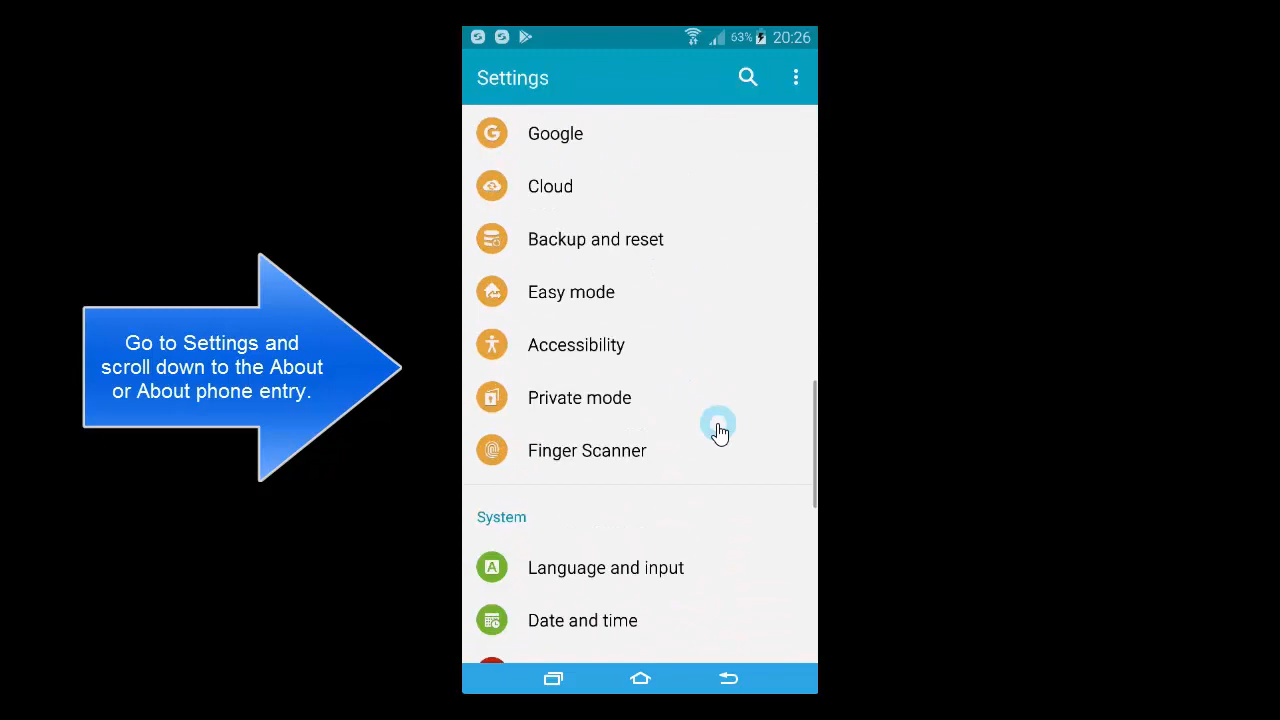 63% 20:26
Settings
G Google
Cloud
Backup and reset
Easy mode
Accessibility
Go to Settings and
scroll down to the About
or About phone entry.
Private mode
Finger Scanner
System
A Language and input
Date and time